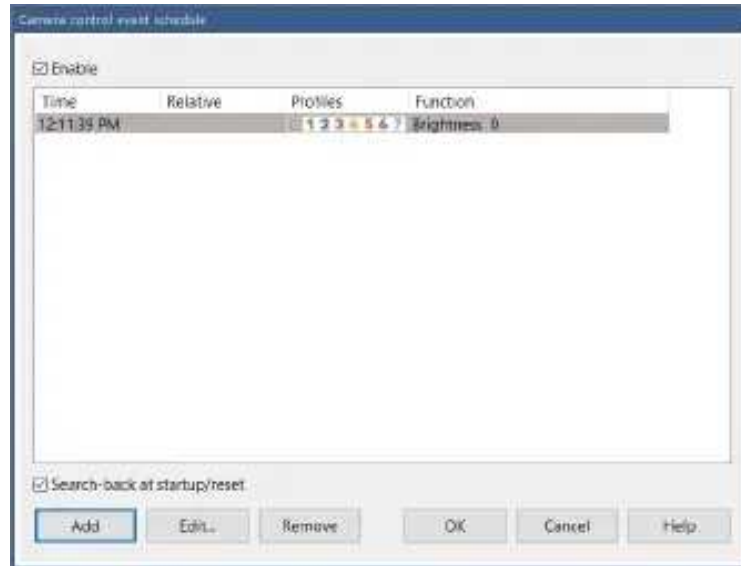 Camera control event schedule
Enable
Time Relative Profiles Function
12:11:39 PM 1 2 3 4 5 6 7 Brightness 0
Search-back at startup/reset
Add Edit... Remove OK Cancel Help